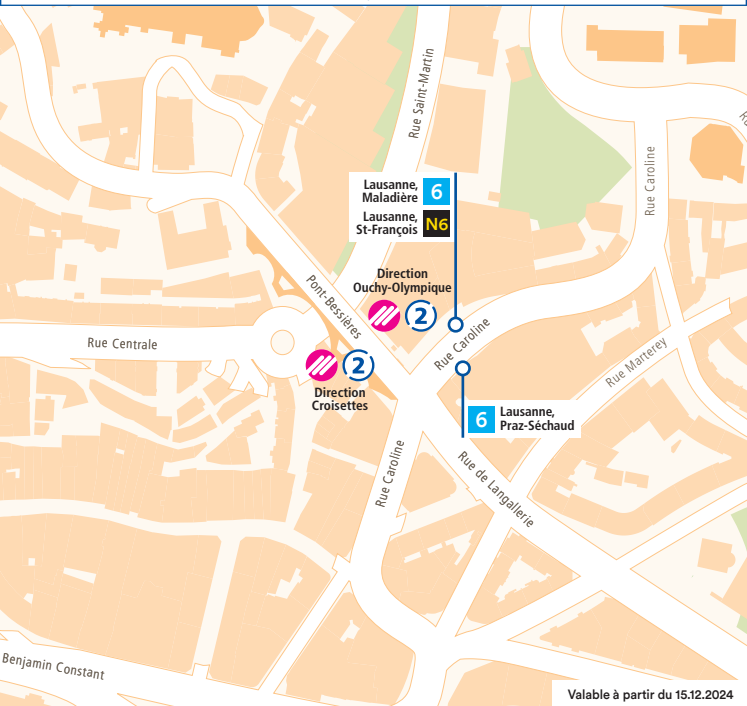 Rue Saint-Martin
Rue Caroline
Lausanne,
Maladière
6
Lausanne,
St-François
N6
Direction
Ouchy-Olympique
2
Pont-Bessières
Rue Caroline
Rue Centrale
2
Direction
Croisettes
Rue Marterey
6
Lausanne,
Praz-Séchaud
Rue Caroline
Rue de Langallerie
Benjamin Constant
Valable à partir du 15.12.2024